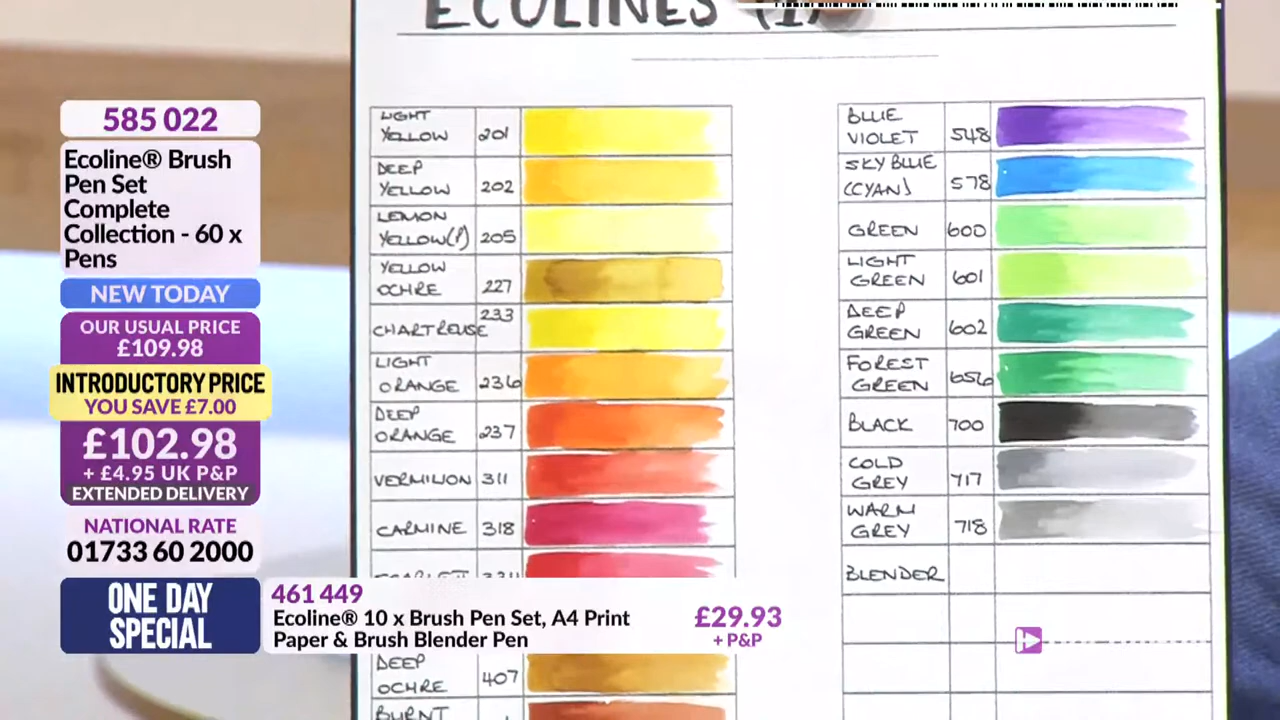 ECOLINES (1)
585 022
Ecoline® Brush
Pen Set
Complete
Collection - 60 x
Pens
NEW TODAY
OUR USUAL PRICE
£109.98
INTRODUCTORY PRICE
YOU SAVE £7.00
£102.98
+ £4.95 UK P&P
EXTENDED DELIVERY
NATIONAL RATE
01733 60 2000
ONE DAY
SPECIAL
461 449
Ecoline® 10 x Brush Pen Set, A4 Print
Paper & Brush Blender Pen
£29.93
+ P&P
LIGHT
YELLOW 201
DEEP
YELLOW 202
LEMON
YELLOW(P) 205
YELLOW
OCHRE 227
233
CHARTREUSE
LIGHT
ORANGE 236
DEEP
ORANGE 237
VERMILION 311
CARMINE 318
SCARLET 334
DEEP
OCHRE 407
BURNT
BLUE
VIOLET 548
SKY BLUE
(CYAN) 578
GREEN 600
LIGHT
GREEN 601
DEEP
GREEN 602
FOREST
GREEN 656
BLACK 700
COLD
GREY 717
WARM
GREY 718
BLENDER